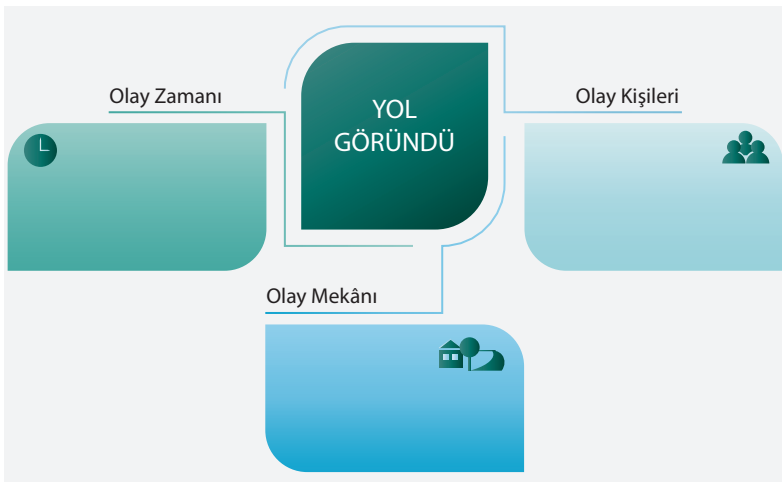 Olay Zamanı
YOL
GÖRÜNDÜ
Olay Kişileri
Olay Mekânı